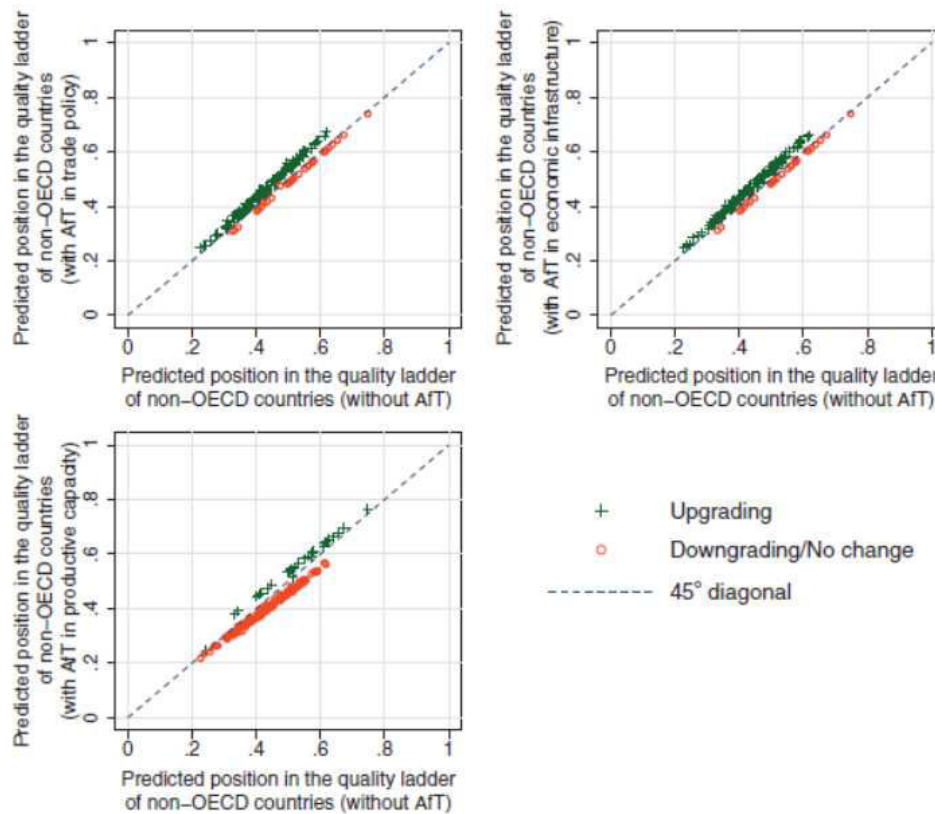 Predicted position in the quality ladder
of non−OECD countries
(with AfT in trade policy)
1
.8
.6
.4
.2
0
0 .2 .4 .6 .8 1
Predicted position in the quality ladder
of non−OECD countries (without AfT)
Predicted position in the quality ladder
of non−OECD countries
(with AfT in economic infrastructure)
1
.8
.6
.4
.2
0
0 .2 .4 .6 .8 1
Predicted position in the quality ladder
of non−OECD countries (without AfT)
Predicted position in the quality ladder
of non−OECD countries
(with AfT in productive capacity)
1
.8
.6
.4
.2
0
0 .2 .4 .6 .8 1
Predicted position in the quality ladder
of non−OECD countries (without AfT)
Upgrading
Downgrading/No change
45° diagonal